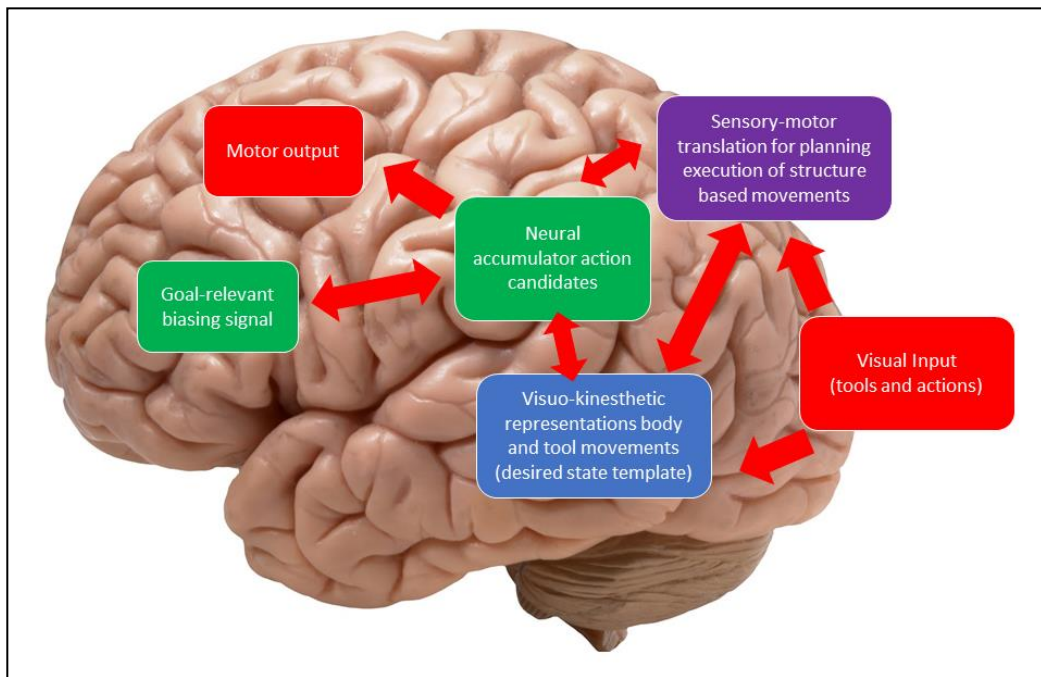 Motor output
Sensory-motor
translation for planning
execution of structure
based movements
Neural
accumulator action
candidates
Goal-relevant
biasing signal
Visual Input
(tools and actions)
Visuo-kinesthetic
representations body
and tool movements
(desired state template)